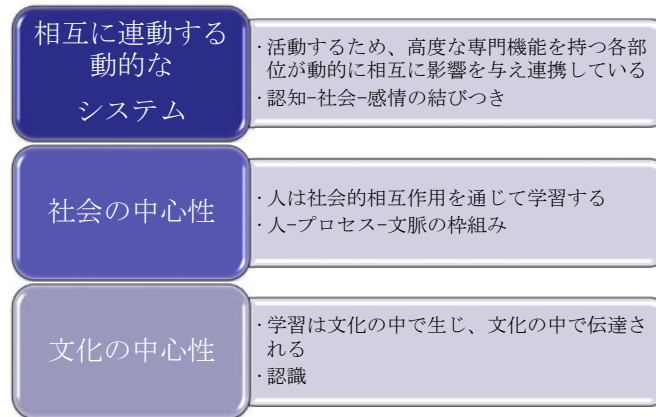 相互に連動する
動的な
システム
・活動するため、高度な専門機能を持つ各部
位が動的に相互に影響を与え連携している
・認知-社会-感情の結びつき
社会の中心性
・人は社会的相互作用を通じて学習する
・人-プロセス-文脈の枠組み
文化の中心性
・学習は文化の中で生じ、文化の中で伝達さ
れる
・認識